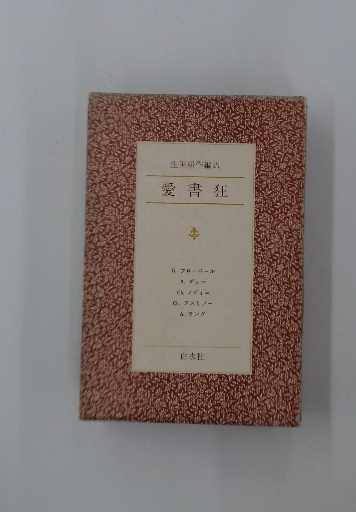 生田耕作編訳
愛書狂
G. フローベール
A. デュマ
Ch. ノディエ
Ch. アスリノー
A. ラング
白水社